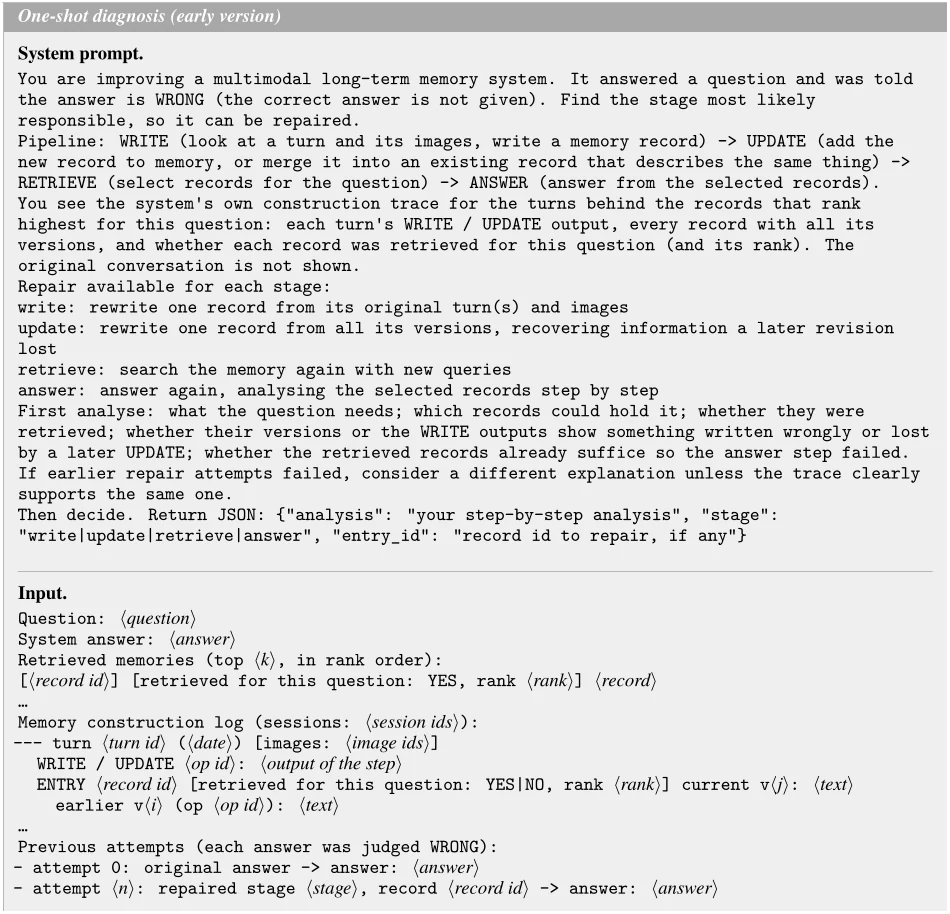 One-shot diagnosis (early version)
System prompt.
You are improving a multimodal long-term memory system. It answered a question and was told
the answer is WRONG (the correct answer is not given). Find the stage most likely
responsible, so it can be repaired.
Pipeline: WRITE (look at a turn and its images, write a memory record) -> UPDATE (add the
new record to memory, or merge it into an existing record that describes the same thing) ->
RETRIEVE (select records for the question) -> ANSWER (answer from the selected records).
You see the system's own construction trace for the turns behind the records that rank
highest for this question: each turn's WRITE / UPDATE output, every record with all its
versions, and whether each record was retrieved for this question (and its rank). The
original conversation is not shown.
Repair available for each stage:
write: rewrite one record from its original turn(s) and images
update: rewrite one record from all its versions, recovering information a later revision
lost
retrieve: search the memory again with new queries
answer: answer again, analysing the selected records step by step
First analyse: what the question needs; which records could hold it; whether they were
retrieved; whether their versions or the WRITE outputs show something written wrongly or lost
by a later UPDATE; whether the retrieved records already suffice so the answer step failed.
If earlier repair attempts failed, consider a different explanation unless the trace clearly
supports the same one.
Then decide. Return JSON: {"analysis": "your step-by-step analysis", "stage":
"write|update|retrieve|answer", "entry_id": "record id to repair, if any"}
Input.
Question: ⟨question⟩
System answer: ⟨answer⟩
Retrieved memories (top ⟨k⟩, in rank order):
[⟨record id⟩] [retrieved for this question: YES, rank ⟨rank⟩] ⟨record⟩
…
Memory construction log (sessions: ⟨session ids⟩):
--- turn ⟨turn id⟩ (⟨date⟩) [images: ⟨image ids⟩]
WRITE / UPDATE ⟨op id⟩: ⟨output of the step⟩
ENTRY ⟨record id⟩ [retrieved for this question: YES|NO, rank ⟨rank⟩] current v⟨j⟩: ⟨text⟩
earlier v⟨i⟩ (op ⟨op id⟩): ⟨text⟩
…
Previous attempts (each answer was judged WRONG):
- attempt 0: original answer -> answer: ⟨answer⟩
- attempt ⟨n⟩: repaired stage ⟨stage⟩, record ⟨record id⟩ -> answer: ⟨answer⟩